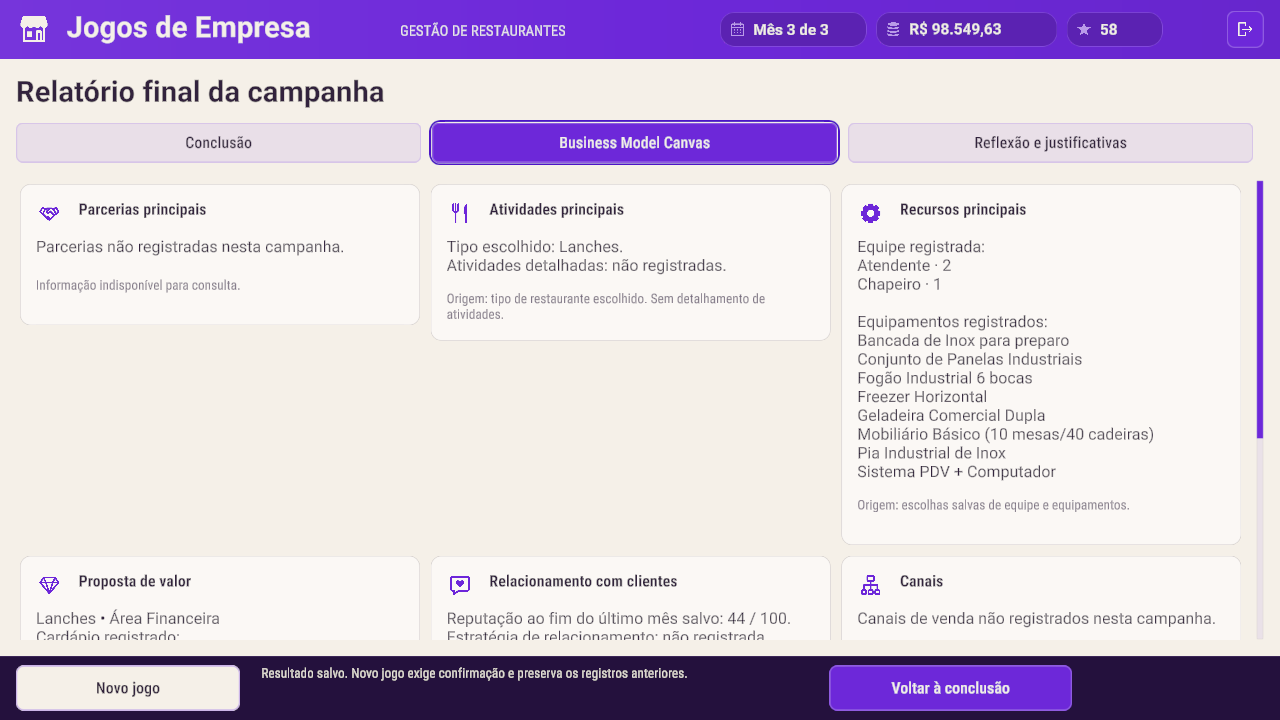 Jogos de Empresa
GESTÃO DE RESTAURANTES
Mês 3 de 3
R$ 98.549,63
58
Relatório final da campanha
Conclusão
Business Model Canvas
Reflexão e justificativas
Parcerias principais
Parcerias não registradas nesta campanha.
Informação indisponível para consulta.
Atividades principais
Tipo escolhido: Lanches.
Atividades detalhadas: não registradas.
Origem: tipo de restaurante escolhido. Sem detalhamento de
atividades.
Recursos principais
Equipe registrada:
Atendente · 2
Chapeiro · 1
Equipamentos registrados:
Bancada de Inox para preparo
Conjunto de Panelas Industriais
Fogão Industrial 6 bocas
Freezer Horizontal
Geladeira Comercial Dupla
Mobiliário Básico (10 mesas/40 cadeiras)
Pia Industrial de Inox
Sistema PDV + Computador
Origem: escolhas salvas de equipe e equipamentos.
Proposta de valor
Lanches • Área Financeira
Cardápio registrado:
Relacionamento com clientes
Reputação ao fim do último mês salvo: 44 / 100.
Estratégia de relacionamento: não registrada
Canais
Canais de venda não registrados nesta campanha.
Novo jogo
Resultado salvo. Novo jogo exige confirmação e preserva os registros anteriores.
Voltar à conclusão